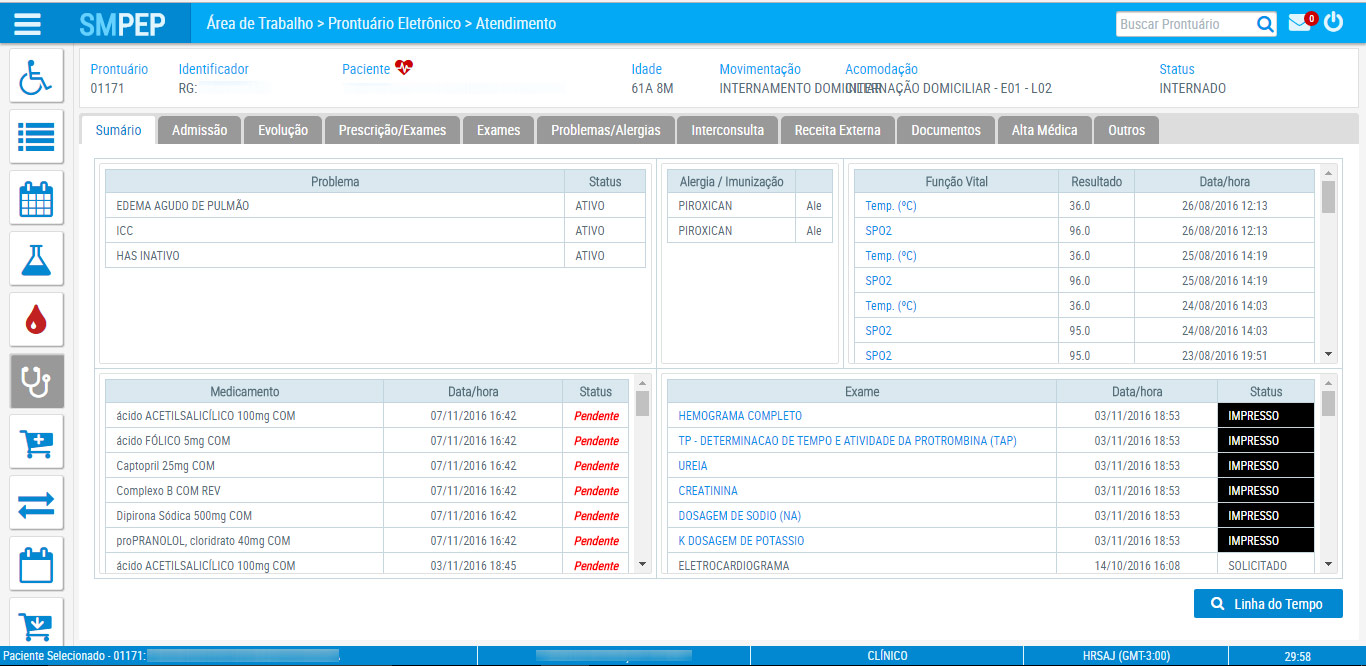 SMPEP Área de Trabalho > Prontuário Eletrônico > Atendimento Buscar Prontuário 0
Prontuário Identificador Paciente Idade Movimentação Acomodação Status
01171 RG: 61A 8M INTERNAMENTO DOMICILIAR INTERNAÇÃO DOMICILIAR - E01 - L02 INTERNADO
Sumário Admissão Evolução Prescrição/Exames Exames Problemas/Alergias Interconsulta Receita Externa Documentos Alta Médica Outros
Problema Status
EDEMA AGUDO DE PULMÃO ATIVO
ICC ATIVO
HAS INATIVO ATIVO
Alergia / Imunização
PIROXICAN Ale
PIROXICAN Ale
Função Vital Resultado Data/hora
Temp. (ºC) 36.0 26/08/2016 12:13
SPO2 96.0 26/08/2016 12:13
Temp. (ºC) 36.0 25/08/2016 14:19
SPO2 96.0 25/08/2016 14:19
Temp. (ºC) 36.0 24/08/2016 14:03
SPO2 95.0 24/08/2016 14:03
SPO2 95.0 23/08/2016 19:51
Medicamento Data/hora Status
ácido ACETILSALICÍLICO 100mg COM 07/11/2016 16:42 Pendente
ácido FÓLICO 5mg COM 07/11/2016 16:42 Pendente
Captopril 25mg COM 07/11/2016 16:42 Pendente
Complexo B COM REV 07/11/2016 16:42 Pendente
Dipirona Sódica 500mg COM 07/11/2016 16:42 Pendente
proPRANOLOL, cloridrato 40mg COM 07/11/2016 16:42 Pendente
ácido ACETILSALICÍLICO 100mg COM 03/11/2016 18:45 Pendente
Exame Data/hora Status
HEMOGRAMA COMPLETO 03/11/2016 18:53 IMPRESSO
TP - DETERMINACAO DE TEMPO E ATIVIDADE DA PROTROMBINA (TAP) 03/11/2016 18:53 IMPRESSO
UREIA 03/11/2016 18:53 IMPRESSO
CREATININA 03/11/2016 18:53 IMPRESSO
DOSAGEM DE SODIO (NA) 03/11/2016 18:53 IMPRESSO
K DOSAGEM DE POTASSIO 03/11/2016 18:53 IMPRESSO
ELETROCARDIOGRAMA 14/10/2016 16:08 SOLICITADO
Linha do Tempo
Paciente Selecionado - 01171: CLÍNICO HRSAJ (GMT-3:00) 29:58